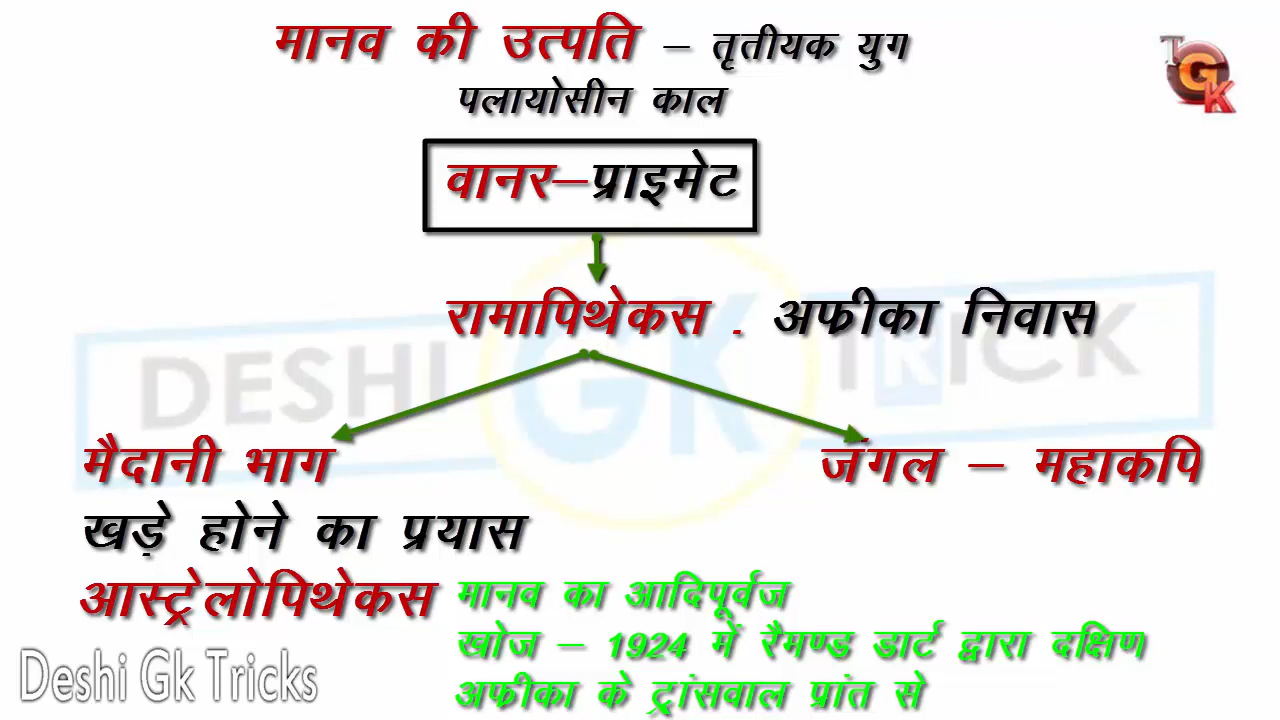 मानव की उत्पति – तृतीयक युग
पलायोसीन काल
TGK
वानर–प्राइमेट
रामापिथेकस . अफीका निवास
DESHI GK TRICK
मैदानी भाग
जंगल – महाकपि
खड़े होने का प्रयास
आस्ट्रेलोपिथेकस
मानव का आदिपूर्वज
खोज – 1924 में रैमण्ड डार्ट द्वारा दक्षिण
अफीका के ट्रांसवाल प्रांत से
Deshi Gk Tricks